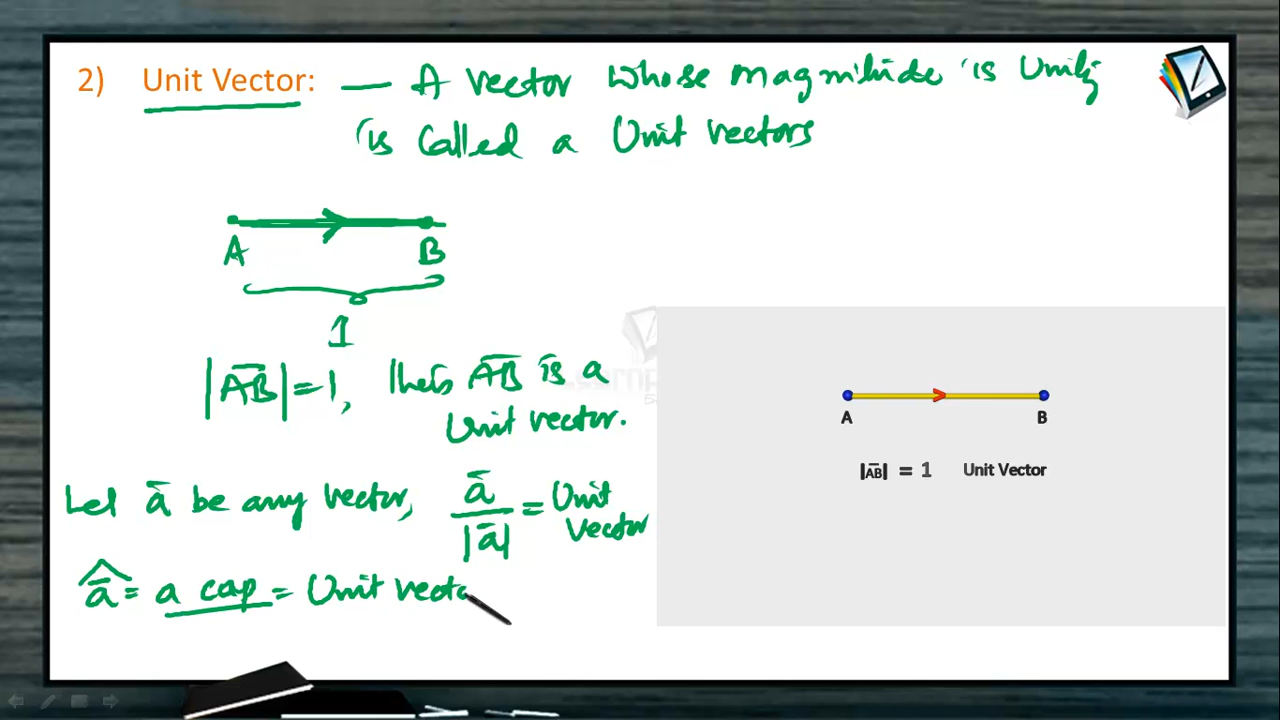 2) Unit Vector: — A vector whose magnitude is Unity
is called a Unit vectors
A B
1
|AB̄| = 1, then AB̄ is a
Unit vector.
Let ā be any vector, ā/|ā| = Unit
Vector
ā̂ = a cap = Unit vecto
A B
|AB̄| = 1 Unit Vector